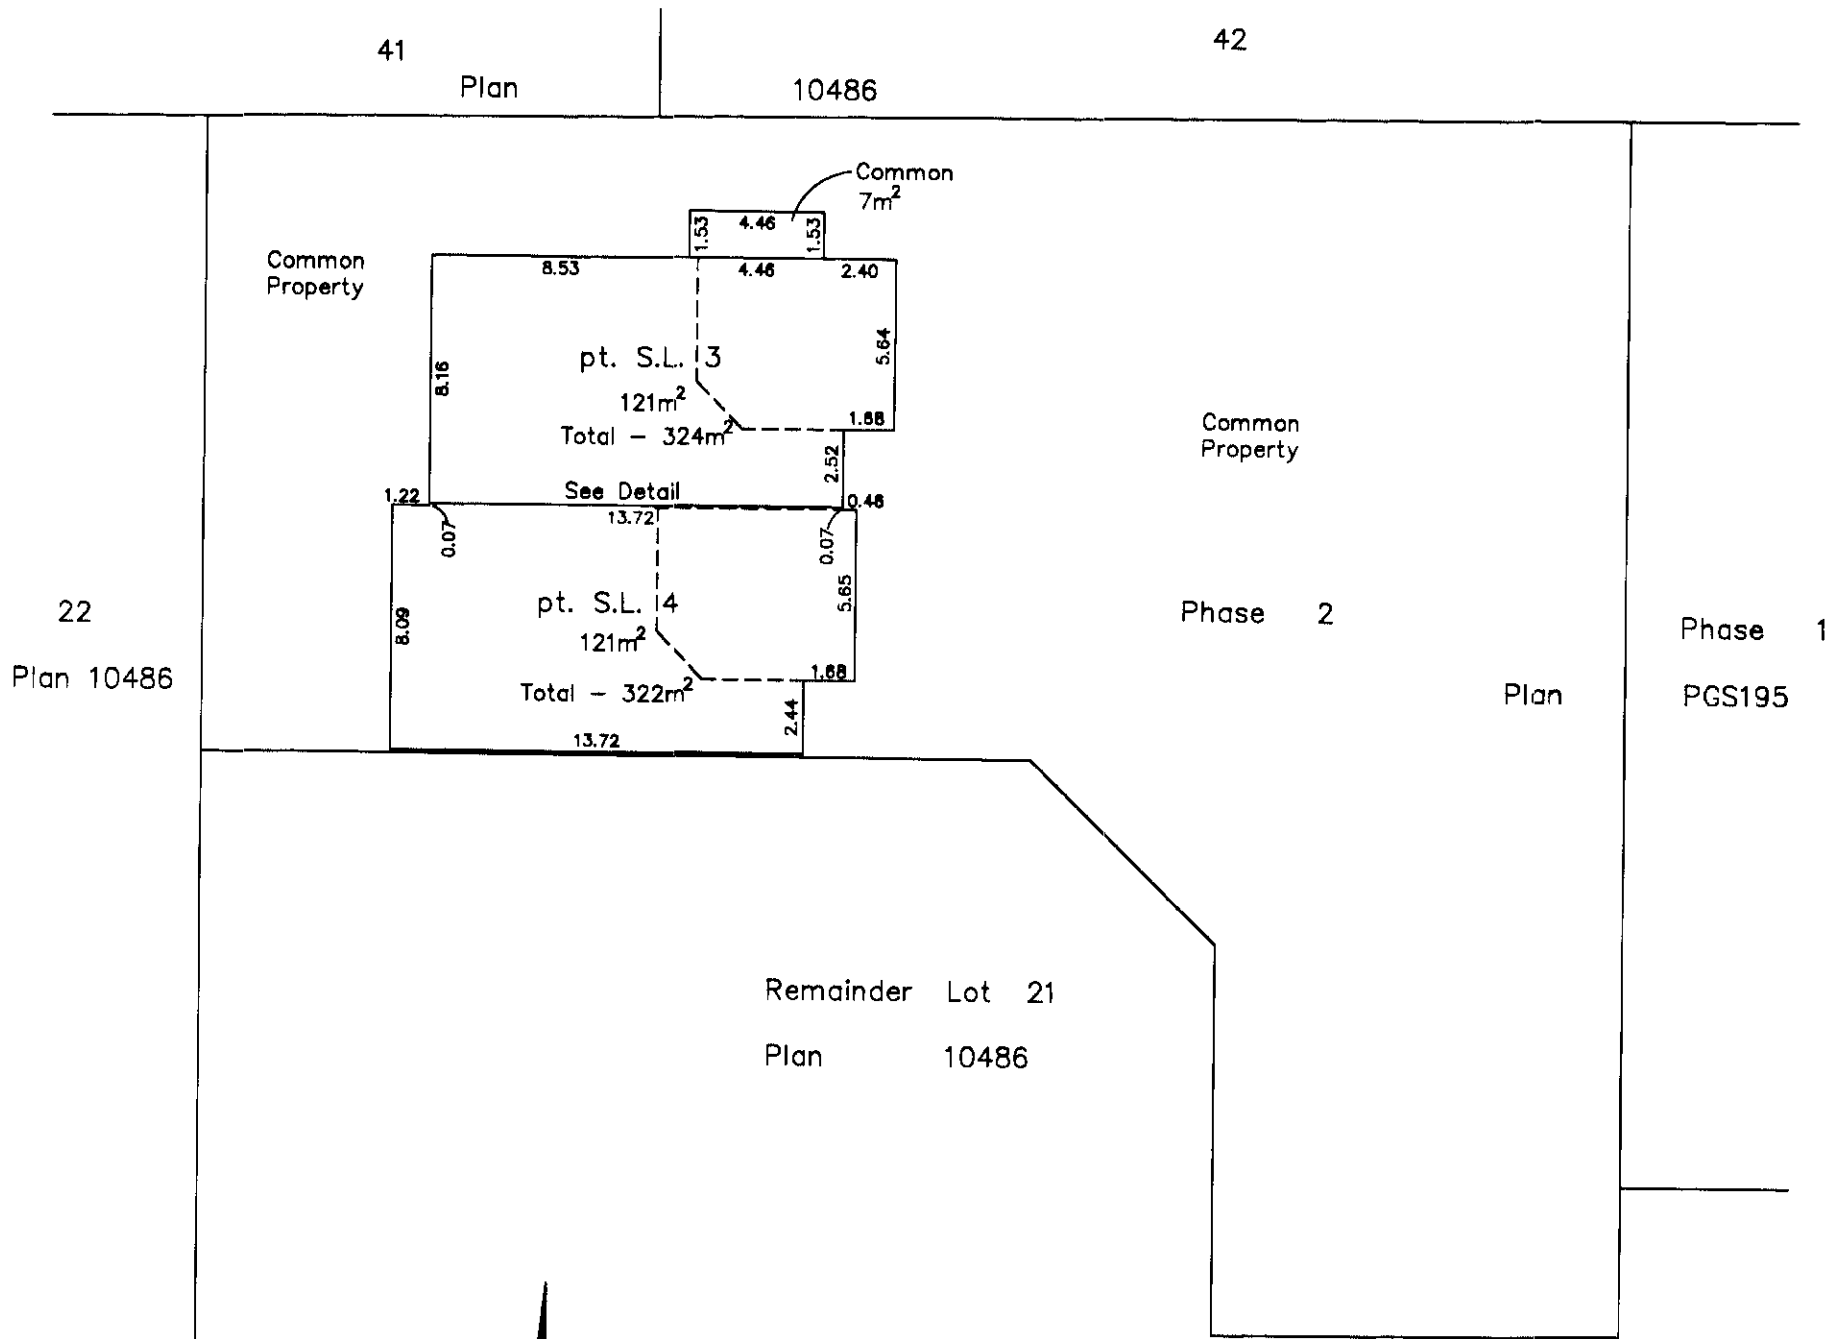 41
42
Plan 10486
Common
7m²
1.53 4.46 1.53
Common
Property
8.53 4.46 2.40
5.64
8.16
pt. S.L. 3
121m²
Total - 324m²
1.68
2.52
Common
Property
1.22 See Detail 0.46
13.72
0.07
0.07
5.65
8.09
pt. S.L. 4
121m²
Total - 322m²
1.68
2.44
13.72
22
Plan 10486
Phase 2
Phase 1
Plan PGS195
Remainder Lot 21
Plan 10486